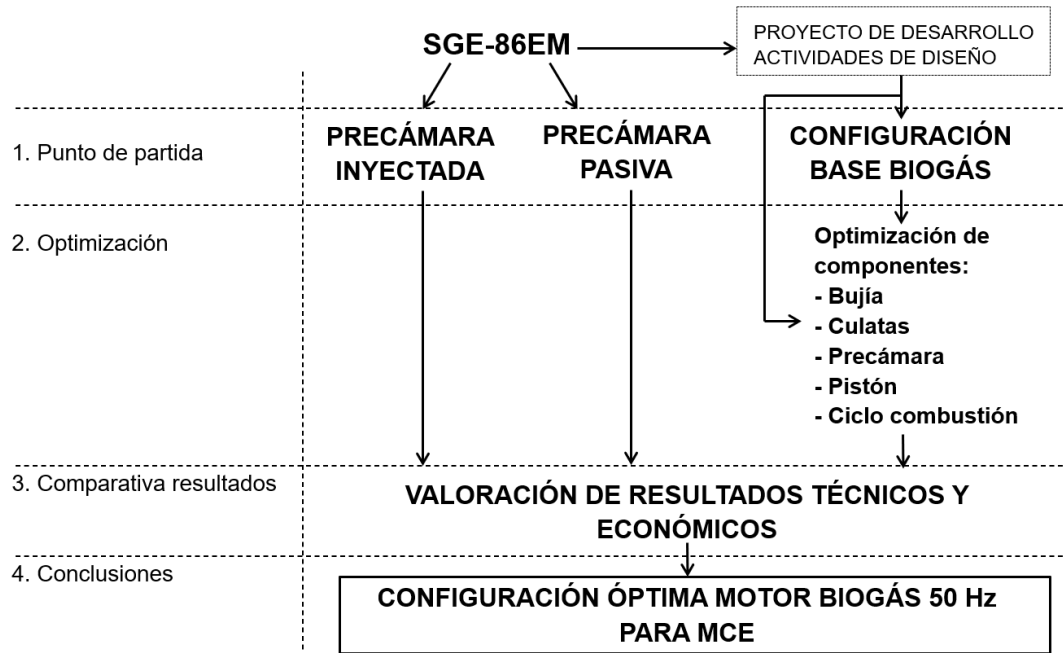 SGE-86EM
PROYECTO DE DESARROLLO
ACTIVIDADES DE DISEÑO
1. Punto de partida
PRECÁMARA
INYECTADA
PRECÁMARA
PASIVA
CONFIGURACIÓN
BASE BIOGÁS
2. Optimización
Optimización de
componentes:
- Bujía
- Culatas
- Precámara
- Pistón
- Ciclo combustión
3. Comparativa resultados
VALORACIÓN DE RESULTADOS TÉCNICOS Y
ECONÓMICOS
4. Conclusiones
CONFIGURACIÓN ÓPTIMA MOTOR BIOGÁS 50 Hz
PARA MCE